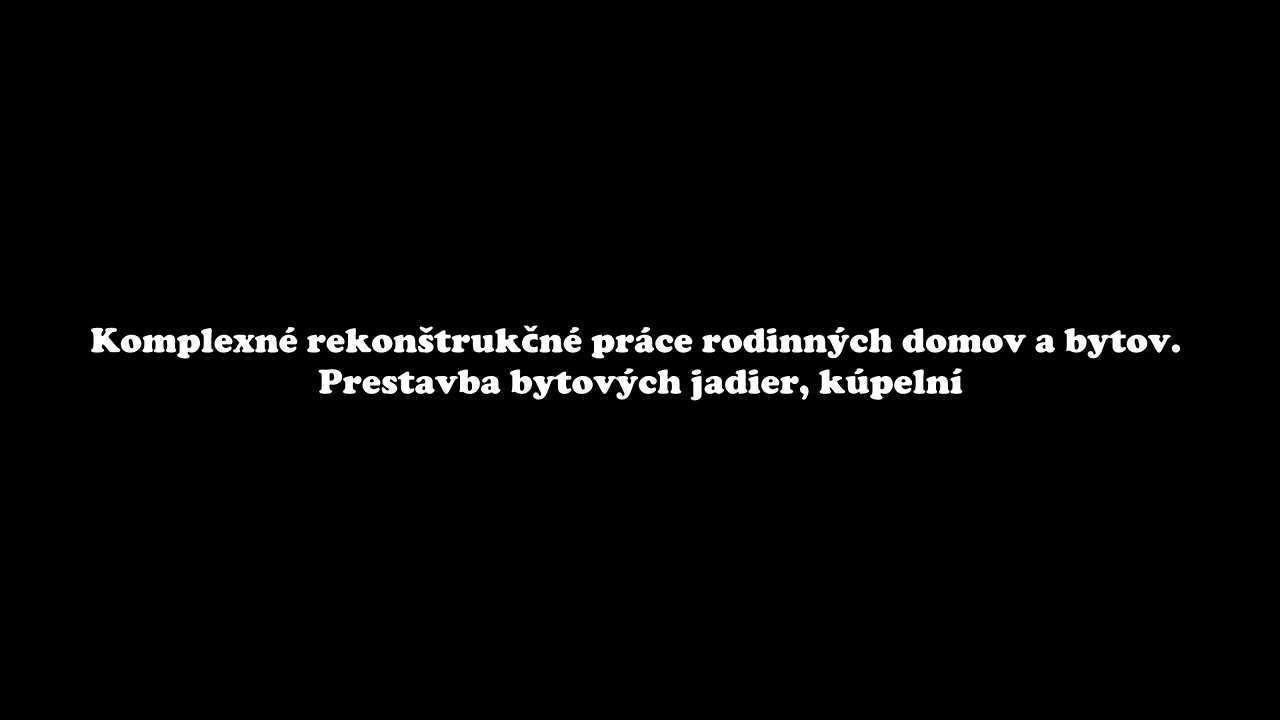 Komplexné rekonštrukčné práce rodinných domov a bytov.
Prestavba bytových jadier, kúpelní